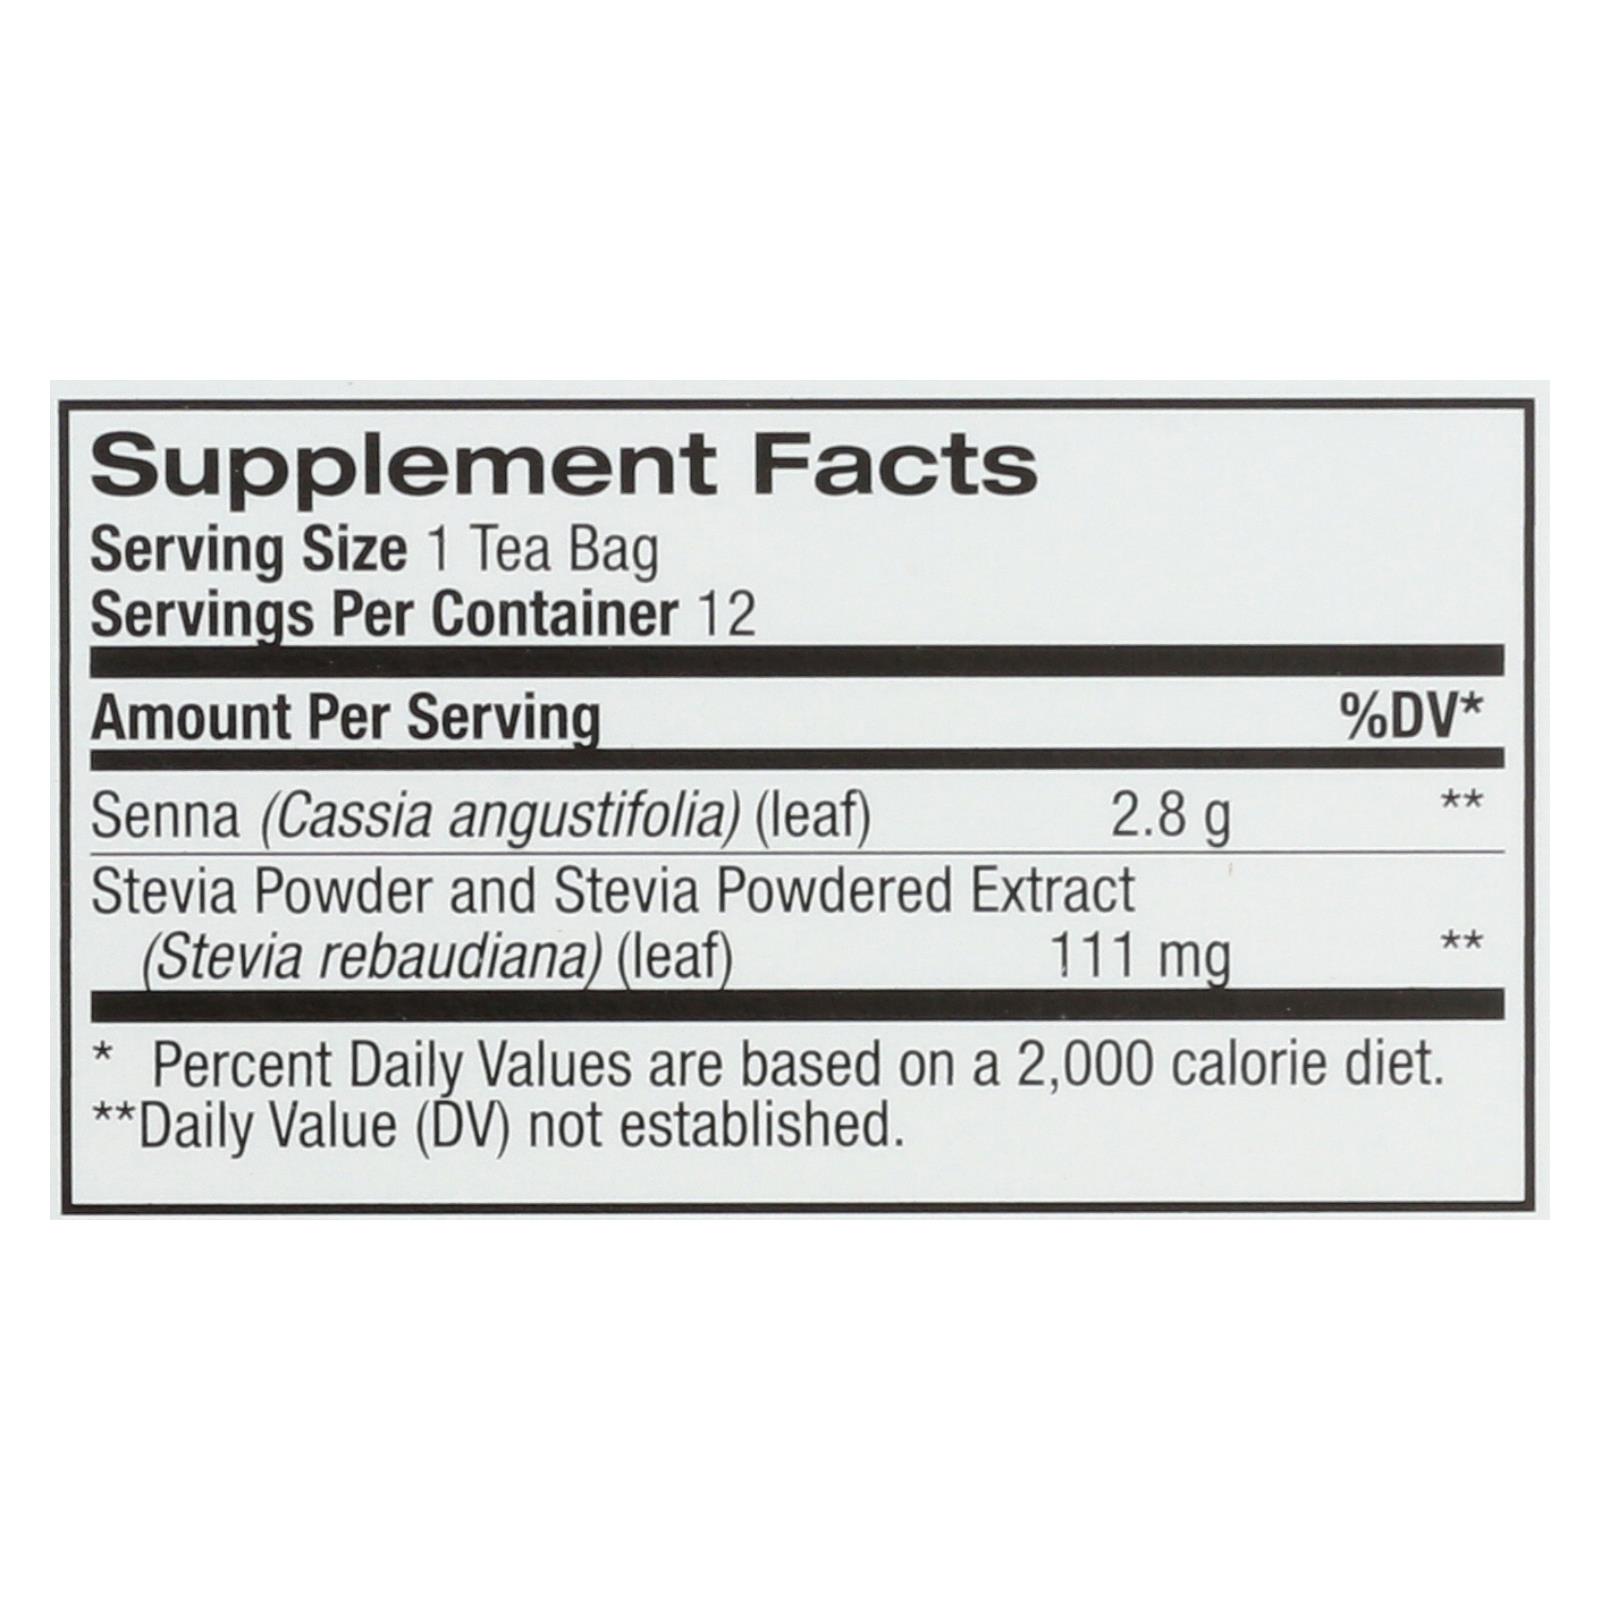 Supplement Facts
Serving Size 1 Tea Bag
Servings Per Container 12
Amount Per Serving %DV*
Senna (Cassia angustifolia) (leaf) 2.8 g **
Stevia Powder and Stevia Powdered Extract
(Stevia rebaudiana) (leaf) 111 mg **
* Percent Daily Values are based on a 2,000 calorie diet.
**Daily Value (DV) not established.